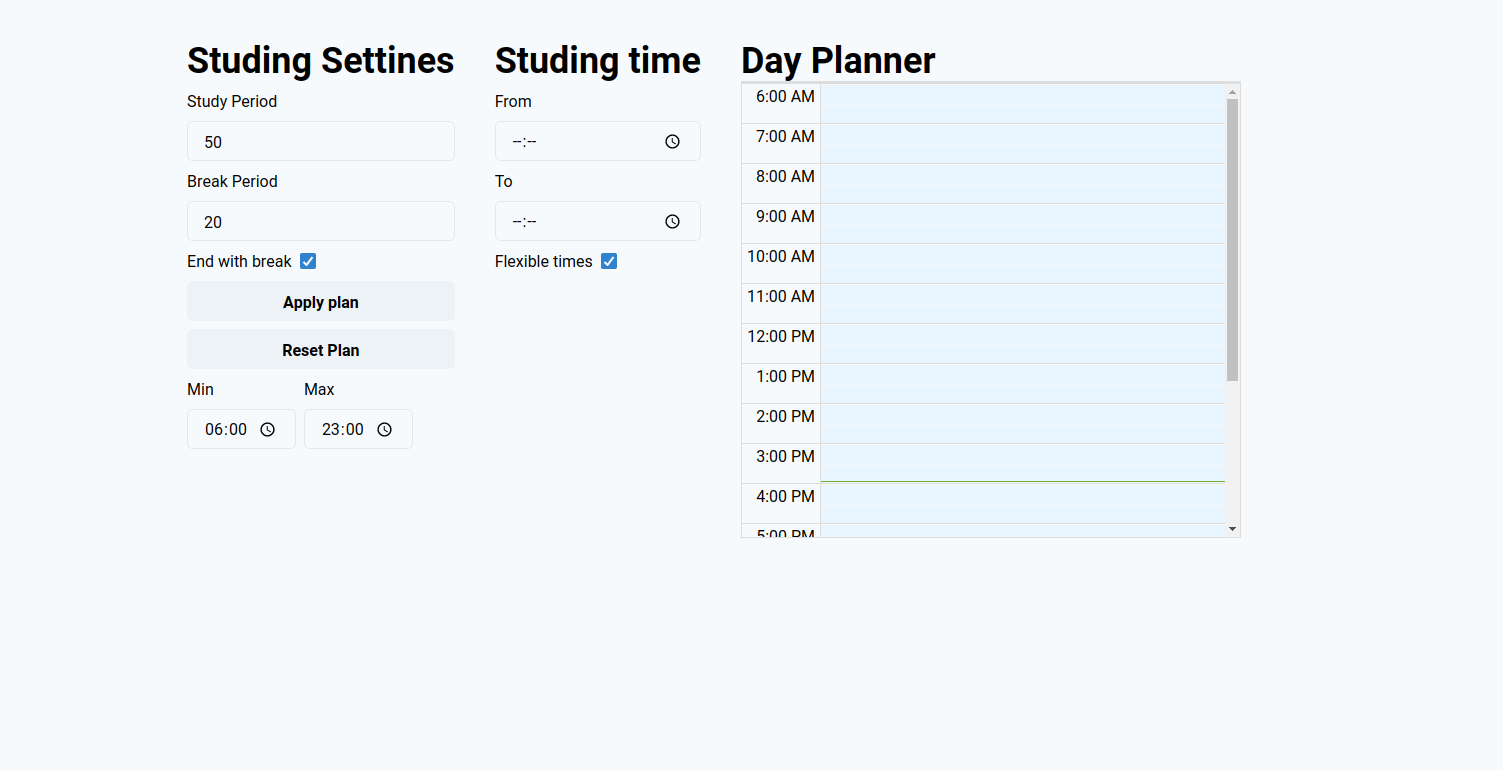 Studing Settines
Study Period
50
Break Period
20
End with break
Apply plan
Reset Plan
Min Max
06:00 23:00
Studing time
From
--:--
To
--:--
Flexible times
Day Planner
6:00 AM
7:00 AM
8:00 AM
9:00 AM
10:00 AM
11:00 AM
12:00 PM
1:00 PM
2:00 PM
3:00 PM
4:00 PM
5:00 PM